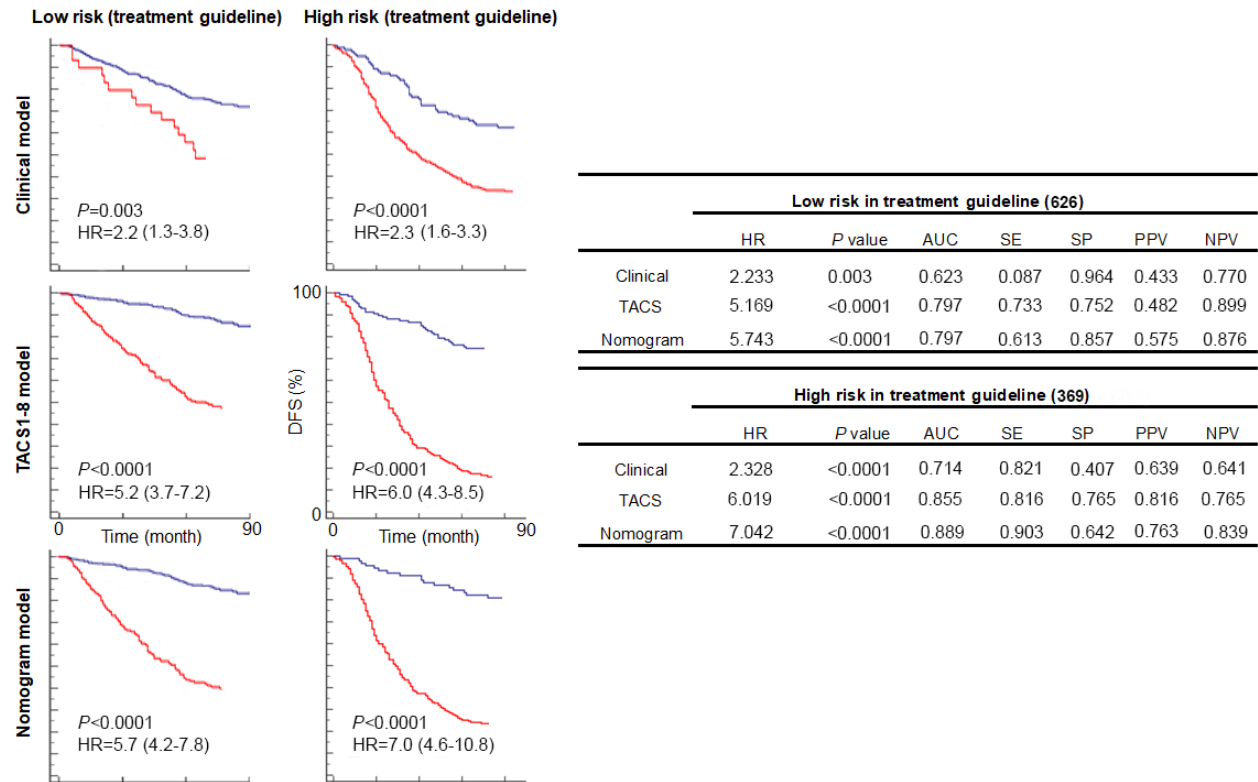 Low risk (treatment guideline) High risk (treatment guideline)
Clinical model
P=0.003
HR=2.2 (1.3-3.8)
P<0.0001
HR=2.3 (1.6-3.3)
TACS1-8 model
P<0.0001
HR=5.2 (3.7-7.2)
0 90
Time (month)
100
DFS (%)
0
P<0.0001
HR=6.0 (4.3-8.5)
0 90
Time (month)
Nomogram model
P<0.0001
HR=5.7 (4.2-7.8)
P<0.0001
HR=7.0 (4.6-10.8)
Low risk in treatment guideline (626)
HR P value AUC SE SP PPV NPV
Clinical 2.233 0.003 0.623 0.087 0.964 0.433 0.770
TACS 5.169 <0.0001 0.797 0.733 0.752 0.482 0.899
Nomogram 5.743 <0.0001 0.797 0.613 0.857 0.575 0.876
High risk in treatment guideline (369)
HR P value AUC SE SP PPV NPV
Clinical 2.328 <0.0001 0.714 0.821 0.407 0.639 0.641
TACS 6.019 <0.0001 0.855 0.816 0.765 0.816 0.765
Nomogram 7.042 <0.0001 0.889 0.903 0.642 0.763 0.839